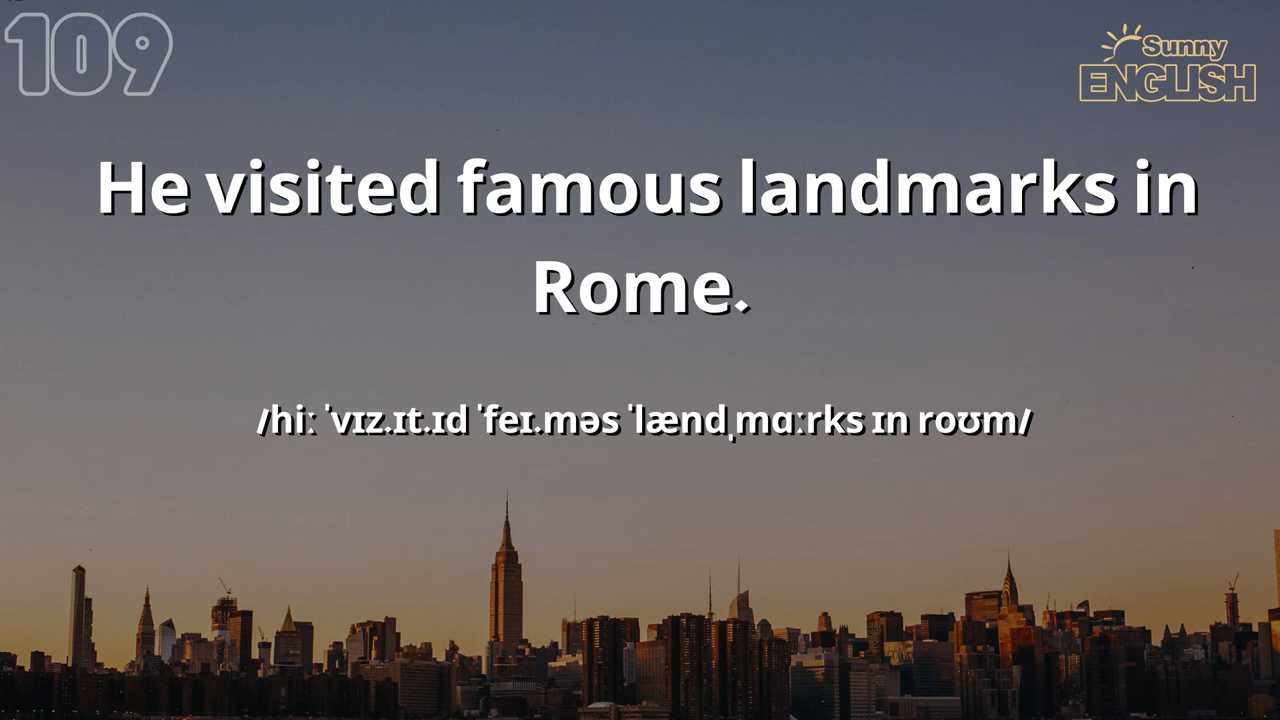 109
Sunny
ENGLISH
He visited famous landmarks in
Rome.
/hiː ˈvɪz.ɪt.ɪd ˈfeɪ.məs ˈlændˌmɑːrks ɪn roʊm/